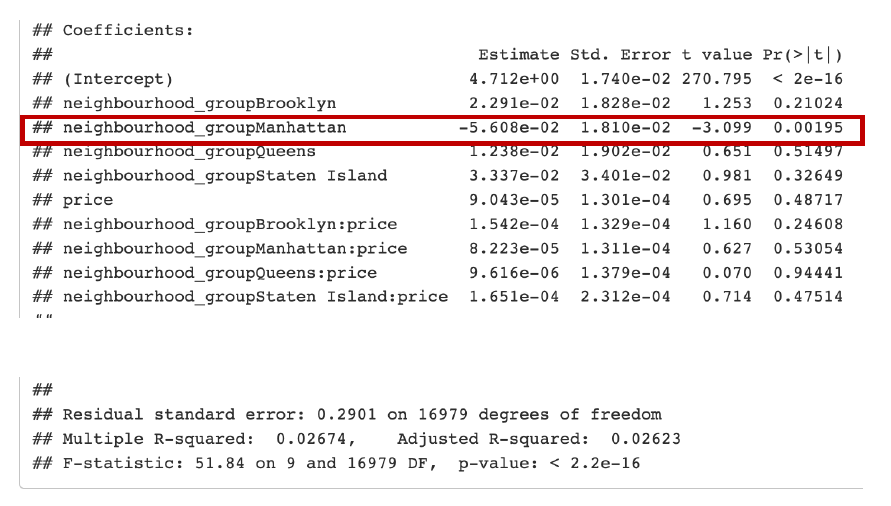 ## Coefficients:
## Estimate Std. Error t value Pr(>|t|)
## (Intercept) 4.712e+00 1.740e-02 270.795 < 2e-16
## neighbourhood_groupBrooklyn 2.291e-02 1.828e-02 1.253 0.21024
## neighbourhood_groupManhattan -5.608e-02 1.810e-02 -3.099 0.00195
## neighbourhood_groupQueens 1.238e-02 1.902e-02 0.651 0.51497
## neighbourhood_groupStaten Island 3.337e-02 3.401e-02 0.981 0.32649
## price 9.043e-05 1.301e-04 0.695 0.48717
## neighbourhood_groupBrooklyn:price 1.542e-04 1.329e-04 1.160 0.24608
## neighbourhood_groupManhattan:price 8.223e-05 1.311e-04 0.627 0.53054
## neighbourhood_groupQueens:price 9.616e-06 1.379e-04 0.070 0.94441
## neighbourhood_groupStaten Island:price 1.651e-04 2.312e-04 0.714 0.47514
##
## Residual standard error: 0.2901 on 16979 degrees of freedom
## Multiple R-squared: 0.02674, Adjusted R-squared: 0.02623
## F-statistic: 51.84 on 9 and 16979 DF, p-value: < 2.2e-16